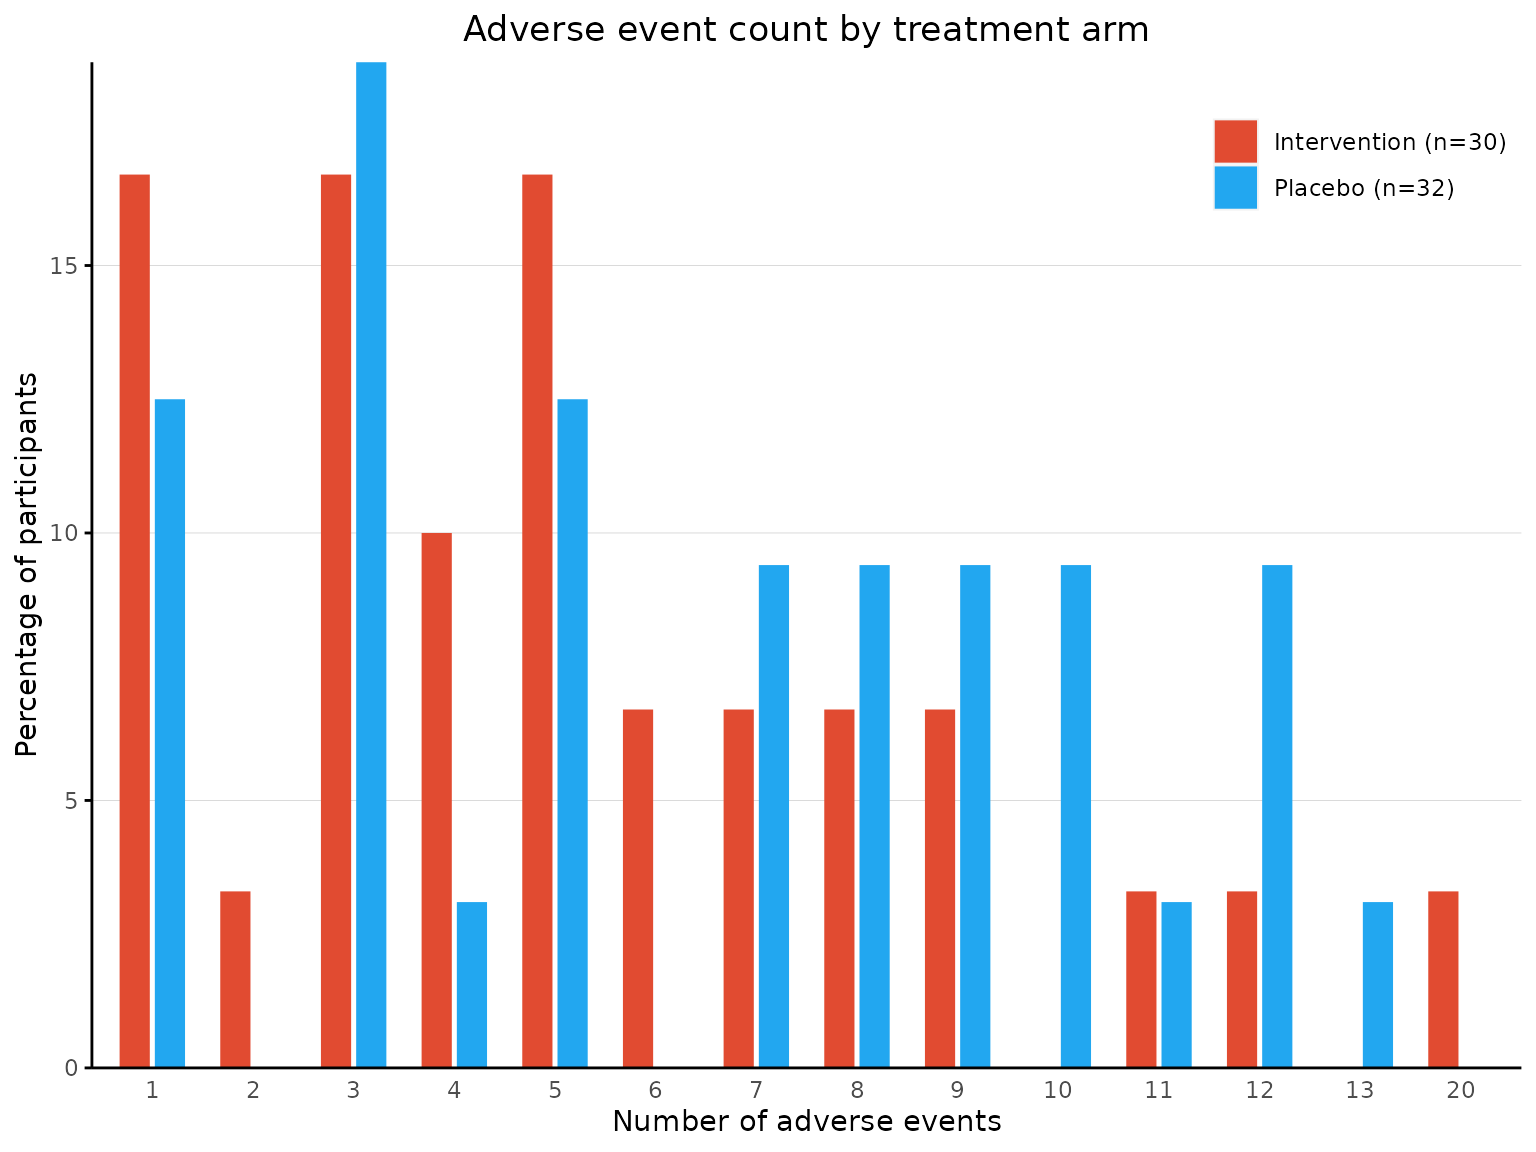 Adverse event count by treatment arm
Intervention (n=30)
Placebo (n=32)
Percentage of participants
15
10
5
0
1 2 3 4 5 6 7 8 9 10 11 12 13 20
Number of adverse events